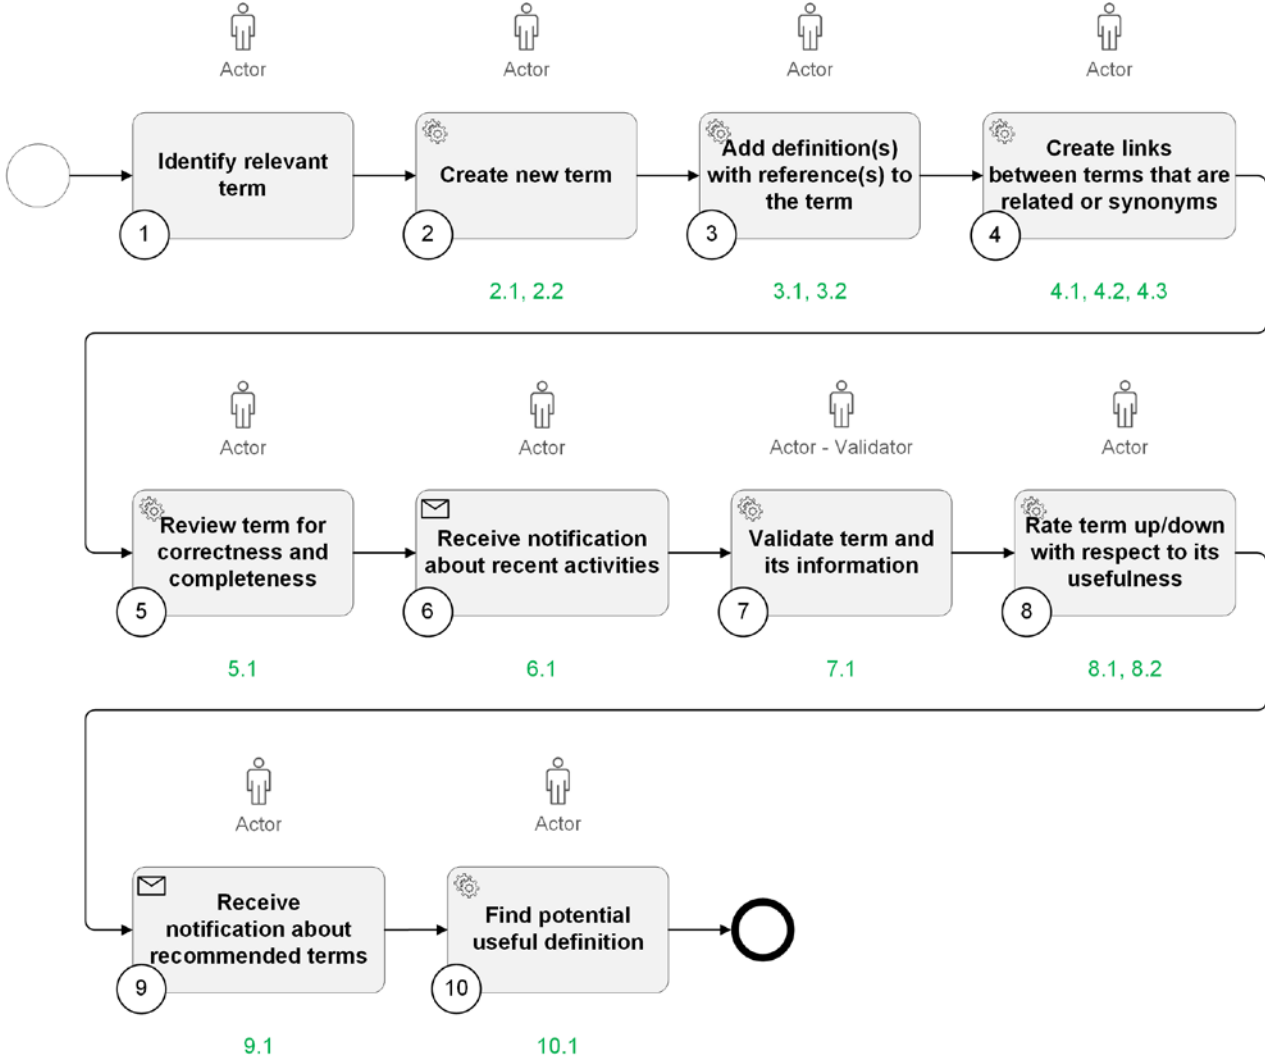 Actor
Actor
Actor
Actor
Identify relevant
term
1
Create new term
2
Add definition(s)
with reference(s) to
the term
3
Create links
between terms that are
related or synonyms
4
2.1, 2.2
3.1, 3.2
4.1, 4.2, 4.3
Actor
Actor
Actor - Validator
Actor
Review term for
correctness and
completeness
5
Receive notification
about recent activities
6
Validate term and
its information
7
Rate term up/down
with respect to its
usefulness
8
5.1
6.1
7.1
8.1, 8.2
Actor
Actor
Receive
notification about
recommended terms
9
Find potential
useful definition
10
9.1
10.1